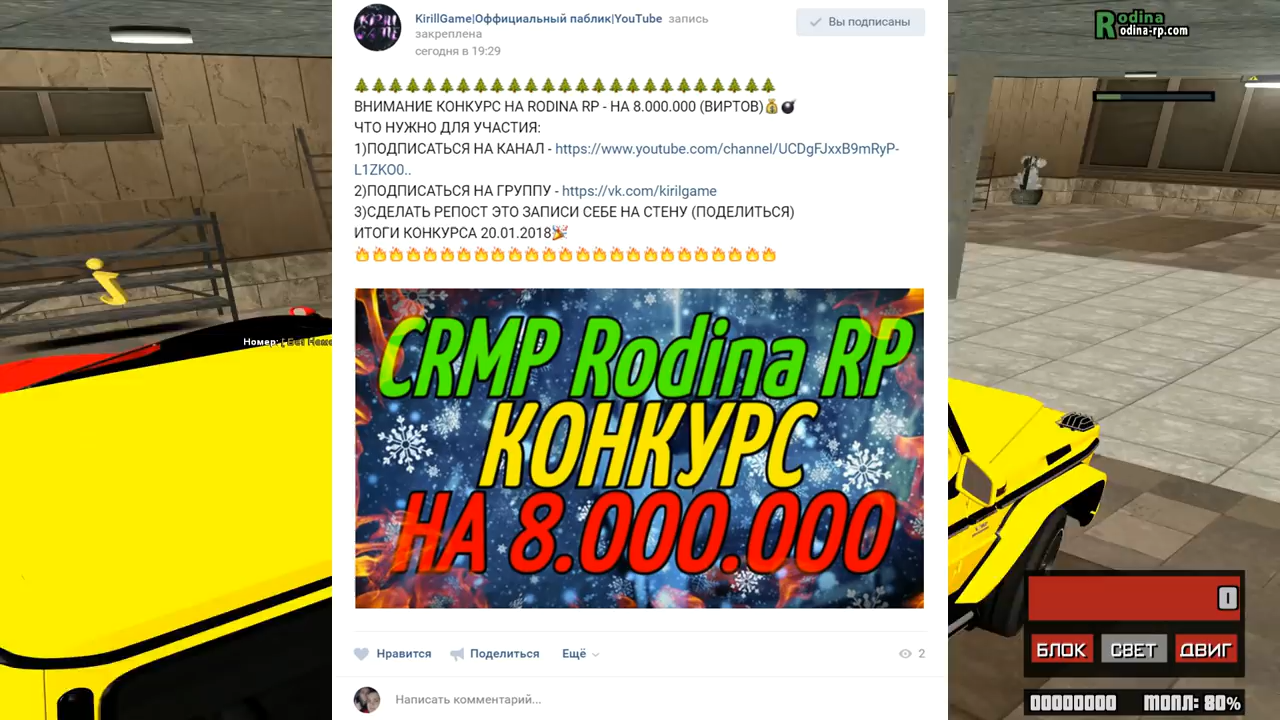 KirillGame|Оффициальный паблик|YouTube запись
закреплена
сегодня в 19:29
Вы подписаны
Rodina
Rodina-rp.com
ВНИМАНИЕ КОНКУРС НА RODINA RP - НА 8.000.000 (ВИРТОВ)💰💣
ЧТО НУЖНО ДЛЯ УЧАСТИЯ:
1)ПОДПИСАТЬСЯ НА КАНАЛ - https://www.youtube.com/channel/UCDgFJxxB9mRyP-
L1ZKO0..
2)ПОДПИСАТЬСЯ НА ГРУППУ - https://vk.com/kirilgame
3)СДЕЛАТЬ РЕПОСТ ЭТО ЗАПИСИ СЕБЕ НА СТЕНУ (ПОДЕЛИТЬСЯ)
ИТОГИ КОНКУРСА 20.01.2018🎉
Номер: [ Без Номе
CRMP Rodina RP
КОНКУРС
НА 8.000.000
Нравится Поделиться Ещё 2
Написать комментарий...
0
БЛОК СВЕТ ДВИГ
00000000 ТОПЛ: 80%